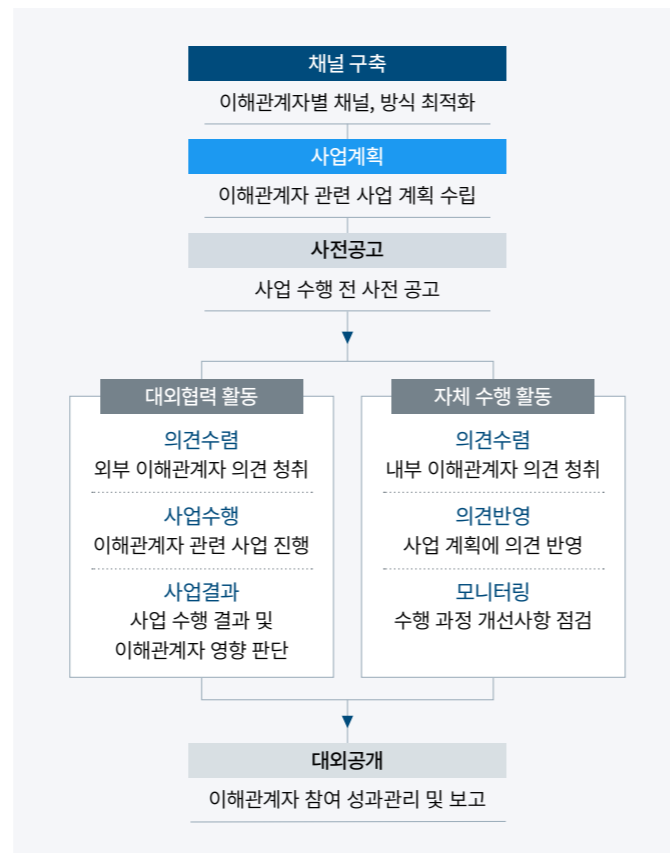 채널 구축
이해관계자별 채널, 방식 최적화
사업계획
이해관계자 관련 사업 계획 수립
사전공고
사업 수행 전 사전 공고
대외협력 활동
의견수렴
외부 이해관계자 의견 청취
사업수행
이해관계자 관련 사업 진행
사업결과
사업 수행 결과 및
이해관계자 영향 판단
자체 수행 활동
의견수렴
내부 이해관계자 의견 청취
의견반영
사업 계획에 의견 반영
모니터링
수행 과정 개선사항 점검
대외공개
이해관계자 참여 성과관리 및 보고